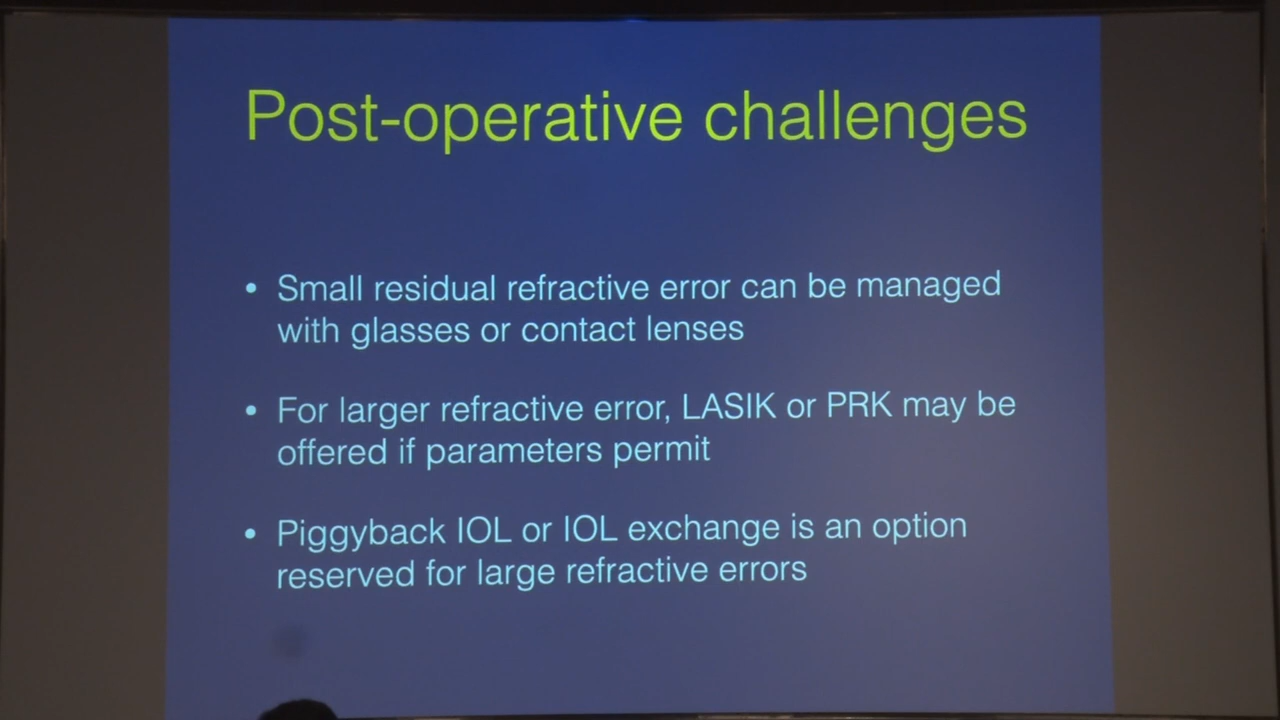 Post-operative challenges
• Small residual refractive error can be managed
with glasses or contact lenses
• For larger refractive error, LASIK or PRK may be
offered if parameters permit
• Piggyback IOL or IOL exchange is an option
reserved for large refractive errors